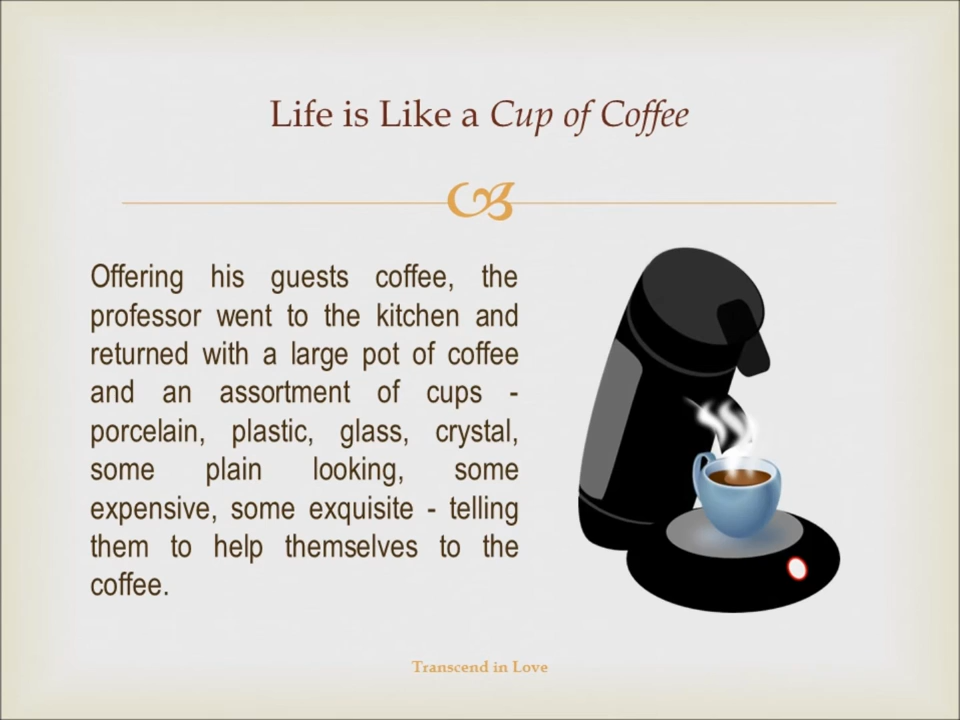 Life is Like a Cup of Coffee
Offering his guests coffee, the
professor went to the kitchen and
returned with a large pot of coffee
and an assortment of cups -
porcelain, plastic, glass, crystal,
some plain looking, some
expensive, some exquisite - telling
them to help themselves to the
coffee.
Transcend in Love